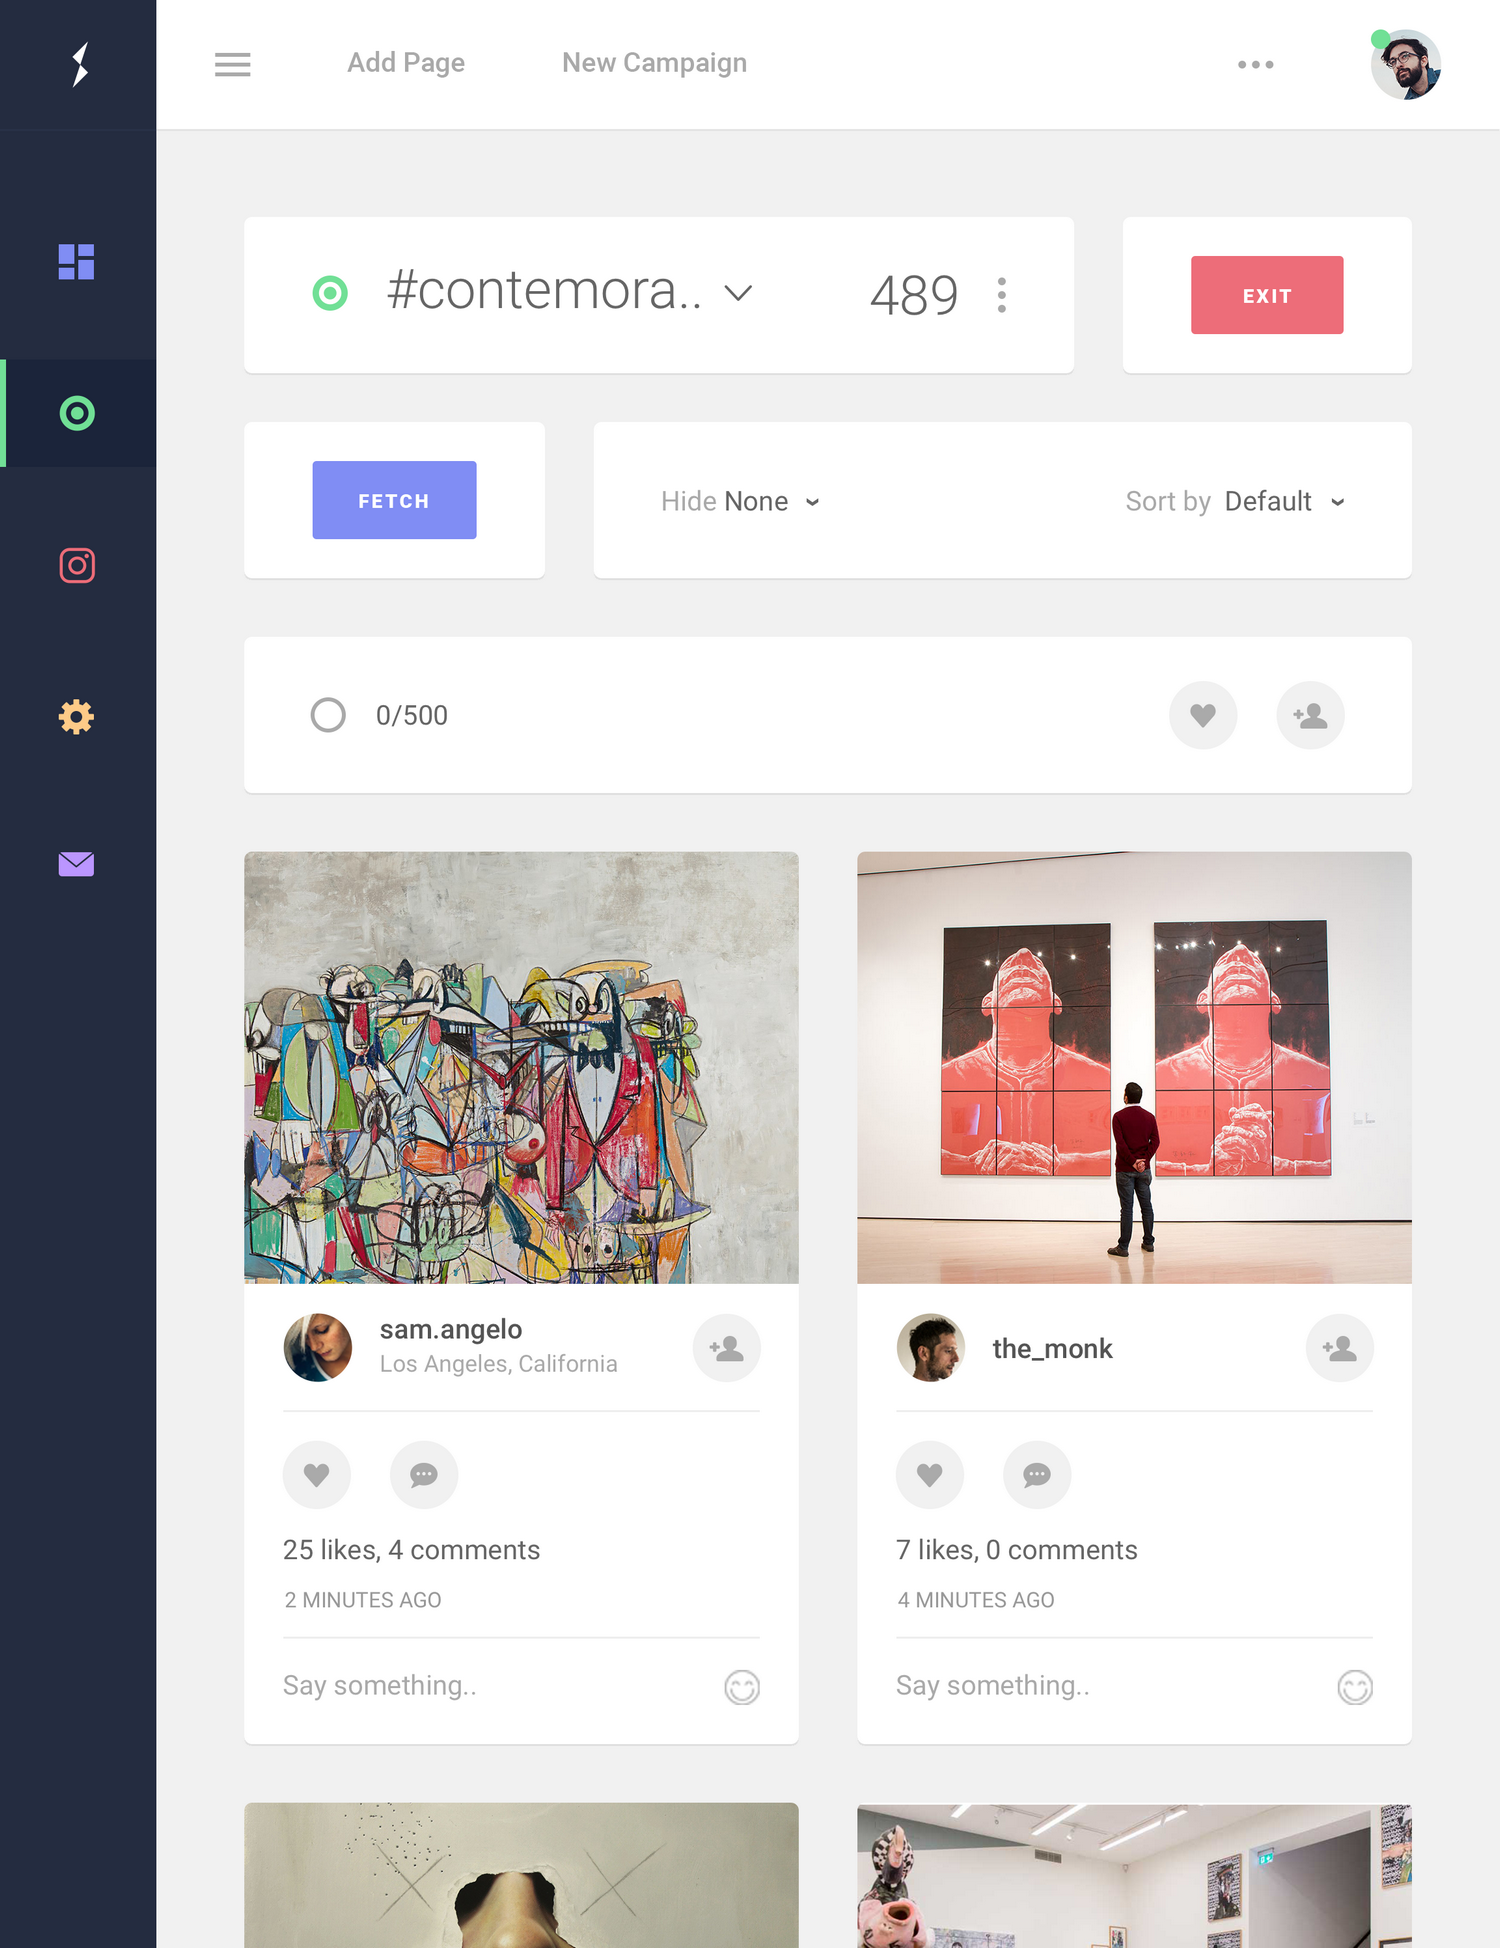 Add Page
New Campaign
#contemora..
489
EXIT
FETCH
Hide None
Sort by Default
0/500
sam.angelo
Los Angeles, California
25 likes, 4 comments
2 MINUTES AGO
Say something..
the_monk
7 likes, 0 comments
4 MINUTES AGO
Say something..